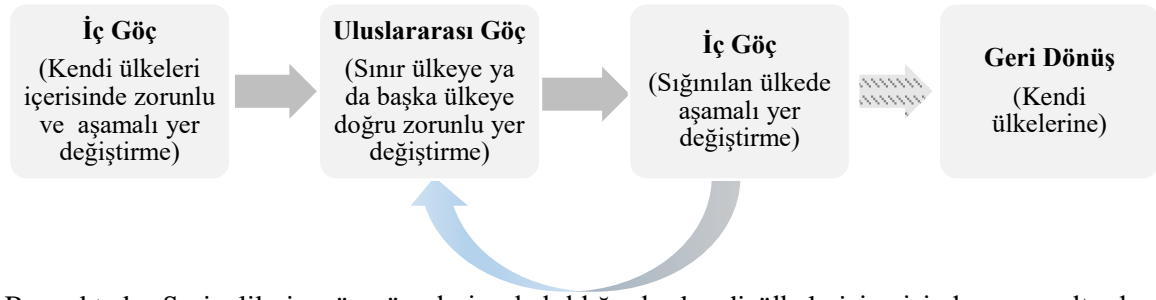 İç Göç
(Kendi ülkeleri
içerisinde zorunlu
ve aşamalı yer
değiştirme)
Uluslararası Göç
(Sınır ülkeye ya
da başka ülkeye
doğru zorunlu yer
değiştirme)
İç Göç
(Sığınılan ülkede
aşamalı yer
değiştirme)
Geri Dönüş
(Kendi
ülkelerine)